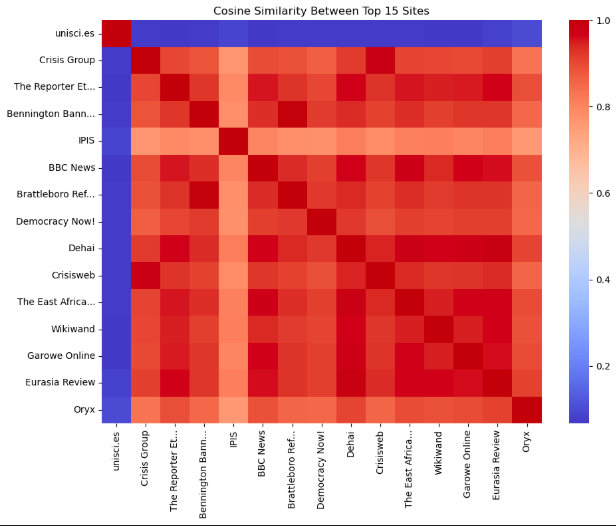 Cosine Similarity Between Top 15 Sites
unisci.es
Crisis Group
The Reporter Et...
Bennington Bann...
IPIS
BBC News
Brattleboro Ref...
Democracy Now!
Dehai
Crisisweb
The East Africa...
Wikiwand
Garowe Online
Eurasia Review
Oryx
unisci.es
Crisis Group
The Reporter Et...
Bennington Bann...
IPIS
BBC News
Brattleboro Ref...
Democracy Now!
Dehai
Crisisweb
The East Africa...
Wikiwand
Garowe Online
Eurasia Review
Oryx
1.0
0.8
0.6
0.4
0.2